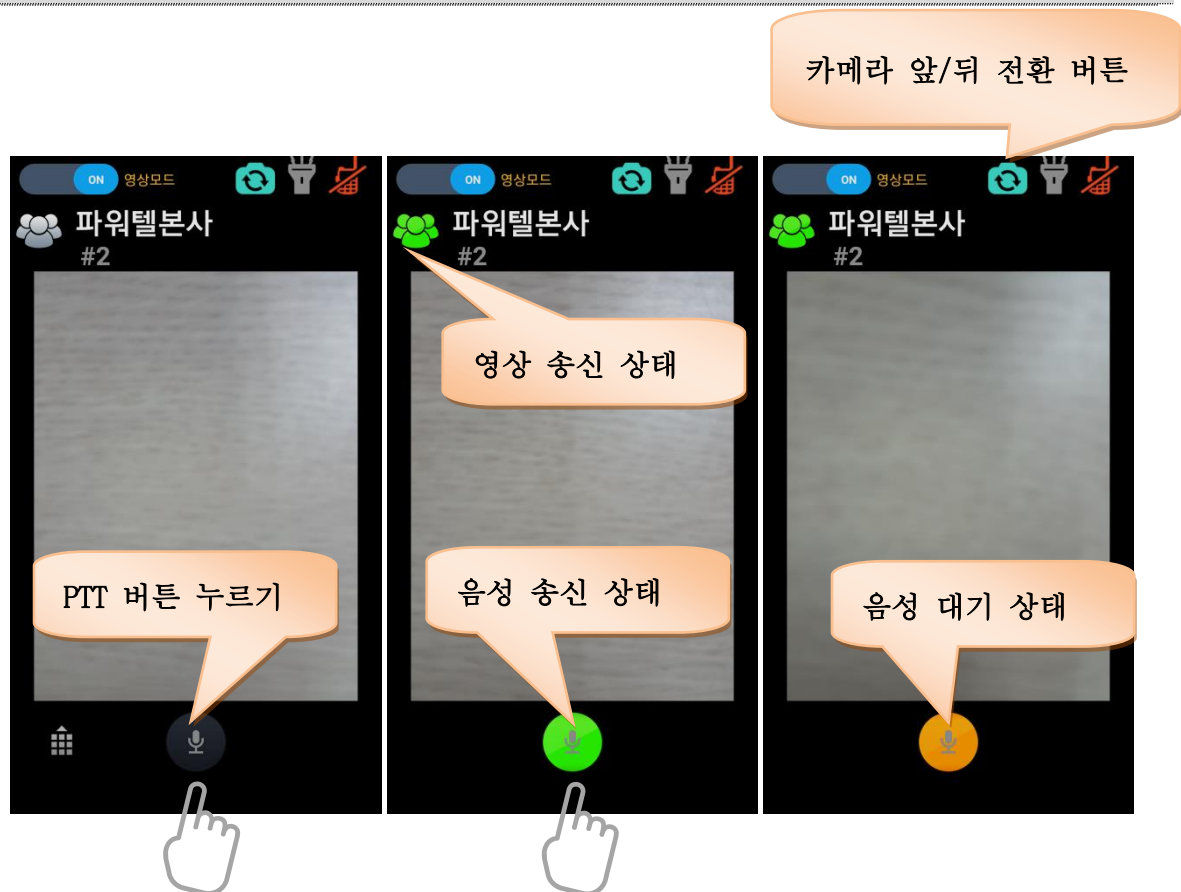 카메라 앞/뒤 전환 버튼
ON 영상모드
파워텔본사
#2
PTT 버튼 누르기
ON 영상모드
파워텔본사
#2
영상 송신 상태
음성 송신 상태
ON 영상모드
파워텔본사
#2
음성 대기 상태